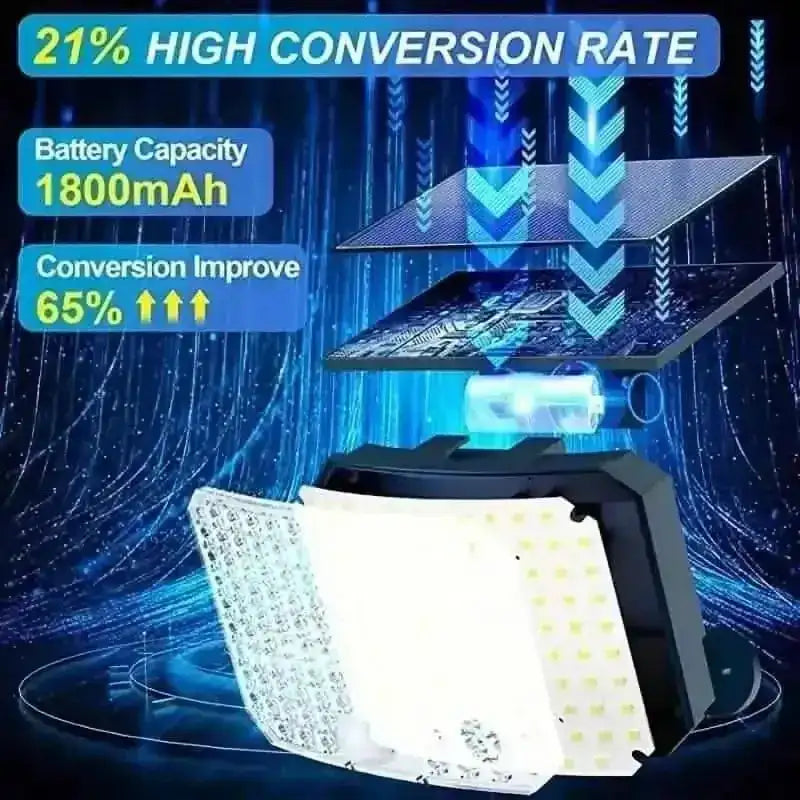 21% HIGH CONVERSION RATE
Battery Capacity
1800mAh
Conversion Improve
65%